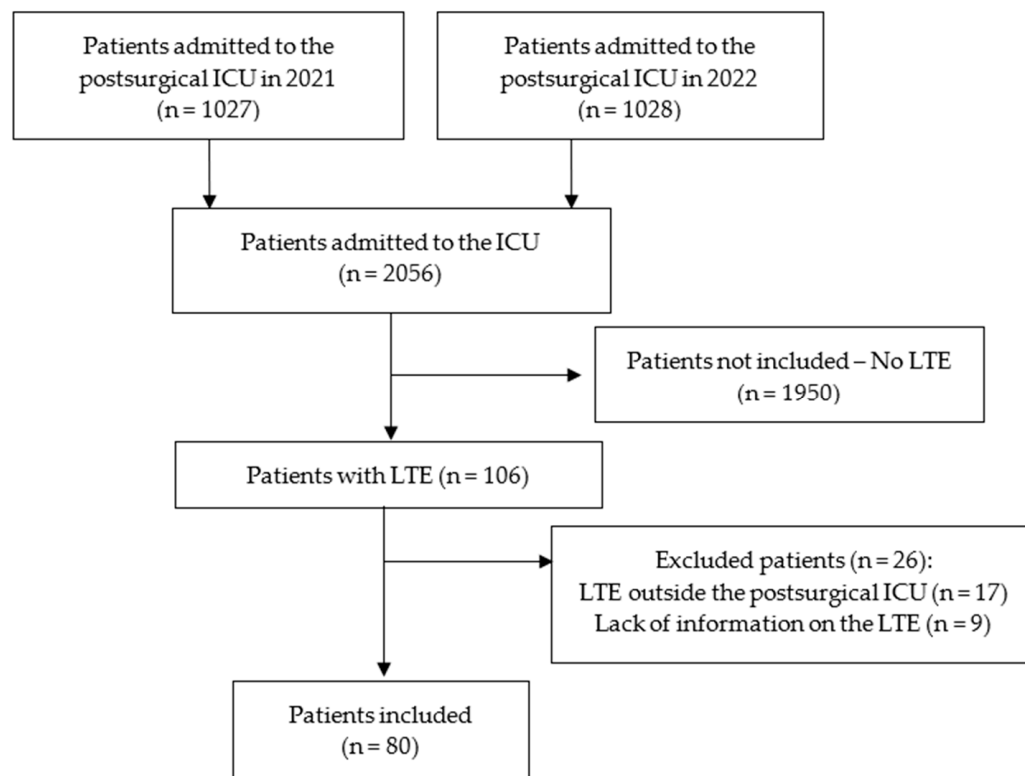 Patients admitted to the
postsurgical ICU in 2021
(n = 1027)
Patients admitted to the
postsurgical ICU in 2022
(n = 1028)
Patients admitted to the ICU
(n = 2056)
Patients not included – No LTE
(n = 1950)
Patients with LTE (n = 106)
Excluded patients (n = 26):
LTE outside the postsurgical ICU (n = 17)
Lack of information on the LTE (n = 9)
Patients included
(n = 80)